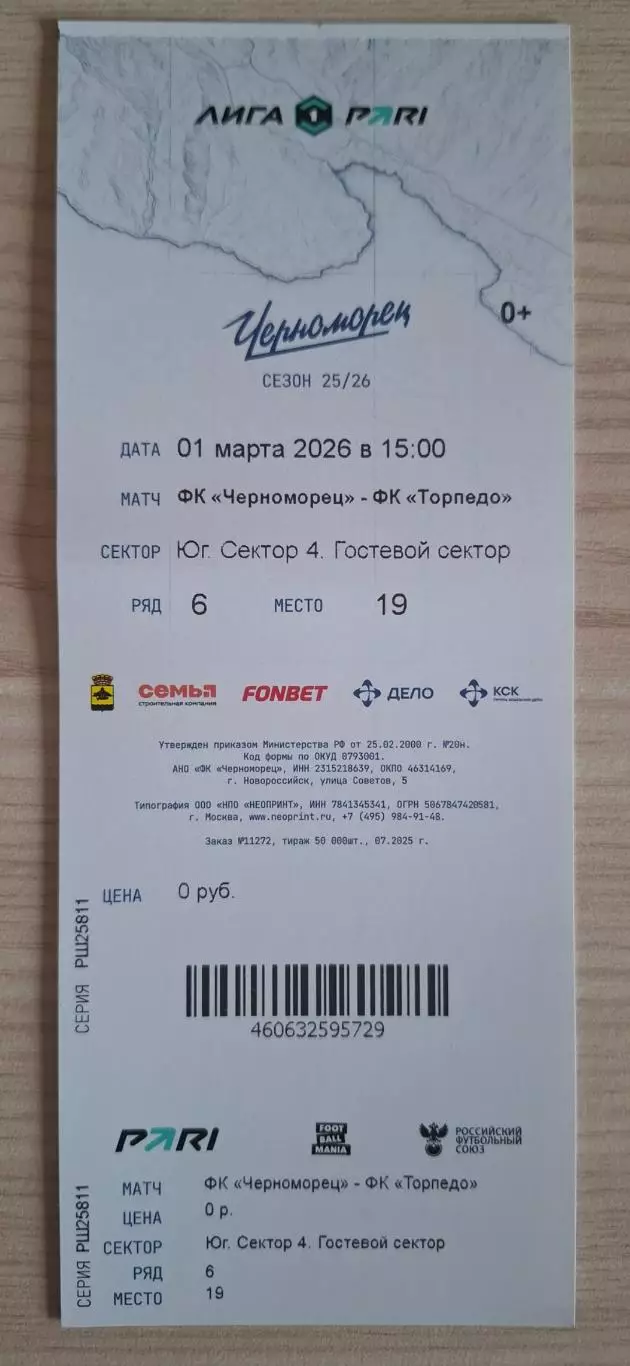 ЛИГА 1 PARI
Черноморец
0+
СЕЗОН 25/26
ДАТА 01 марта 2026 в 15:00
МАТЧ ФК «Черноморец» - ФК «Торпедо»
СЕКТОР Юг. Сектор 4. Гостевой сектор
РЯД 6 МЕСТО 19
СЕМЬЯ FONBET ДЕЛО КСК
СТРОИТЕЛЬНАЯ КОМПАНИЯ
Утвержден приказом Министерства РФ от 25.02.2000 г. №20н.
Код формы по ОКУД 0793001.
АНО «ФК «Черноморец», ИНН 2315218639, ОКПО 46314169,
г. Новороссийск, улица Советов, 5
Типография ООО «НПО «НЕОПРИНТ», ИНН 7841345341, ОГРН 5067847420581,
г. Москва, www.neoprint.ru, +7 (495) 984-91-48.
Заказ №11272, тираж 50 000шт., 07.2025 г.
ЦЕНА 0 руб.
СЕРИЯ РШ25811
460632595729
PARI FOOTBALL MANIA РОССИЙСКИЙ ФУТБОЛЬНЫЙ СОЮЗ
МАТЧ ФК «Черноморец» - ФК «Торпедо»
ЦЕНА 0 р.
СЕКТОР Юг. Сектор 4. Гостевой сектор
РЯД 6
МЕСТО 19
СЕРИЯ РШ25811